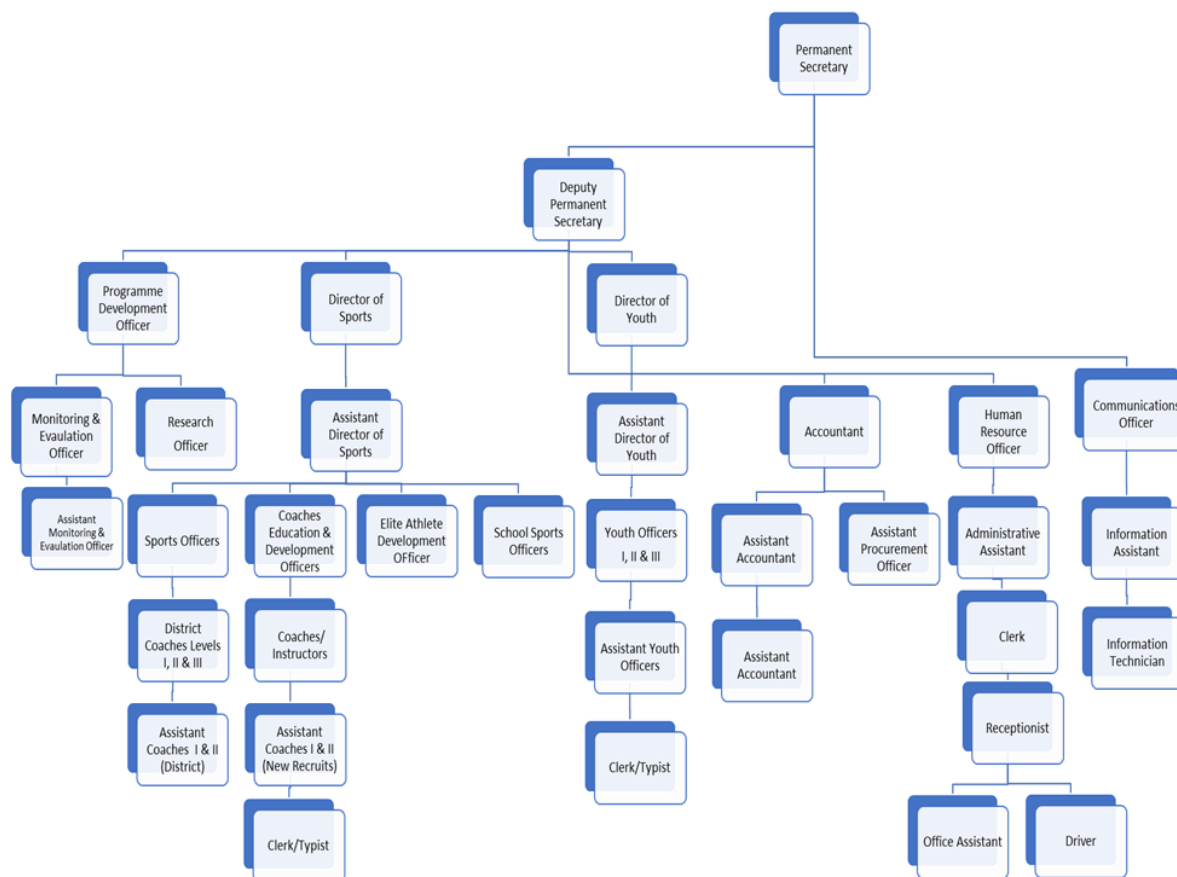 Permanent
Secretary
Deputy
Permanent
Secretary
Programme
Development
Officer
Director of
Sports
Director of
Youth
Monitoring &
Evaulation
Officer
Research
Officer
Assistant
Director of
Sports
Assistant
Director of
Youth
Accountant
Human
Resource
Officer
Communications
Officer
Assistant
Monitoring &
Evaulation Officer
Sports Officers
Coaches
Education &
Development
Officers
Elite Athlete
Development
OFficer
School Sports
Officers
Youth Officers
I, II & III
Assistant
Accountant
Assistant
Procurement
Officer
Administrative
Assistant
Information
Assistant
District
Coaches Levels
I, II & III
Coaches/
Instructors
Assistant Youth
Officers
Assistant
Accountant
Clerk
Information
Technician
Assistant
Coaches I & II
(District)
Assistant
Coaches I & II
(New Recruits)
Clerk/Typist
Receptionist
Clerk/Typist
Office Assistant
Driver